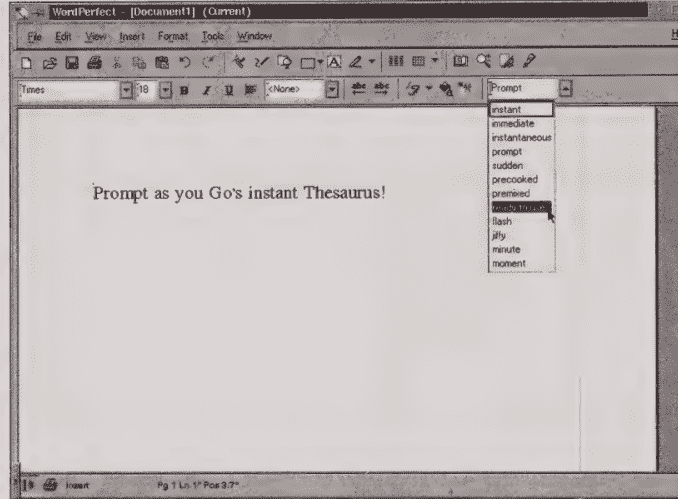 WordPerfect - [Document1] (Current)
File Edit View Insert Format Tools Window H
Times 18 B I U <None> abc abc Prompt
instant
immediate
instantaneous
prompt
sudden
precooked
premixed
flash
jiffy
minute
moment
Prompt as you Go's instant Thesaurus!
Insert Pg 1 Ln 1" Pos 3.7"